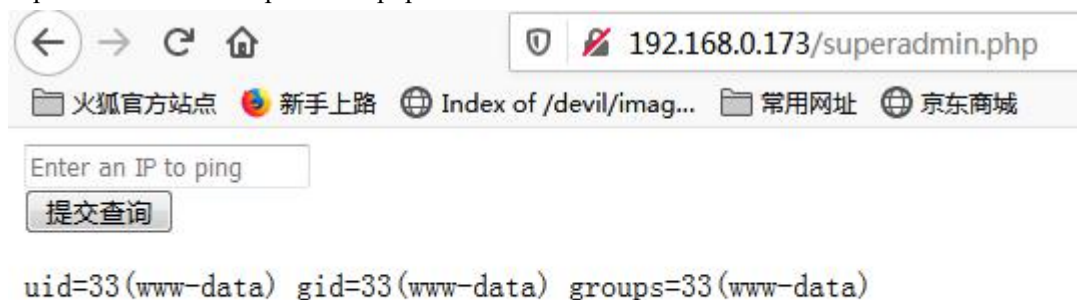 192.168.0.173/superadmin.php
火狐官方站点 新手上路 Index of /devil/imag... 常用网址 京东商城
Enter an IP to ping
提交查询
uid=33(www-data) gid=33(www-data) groups=33(www-data)